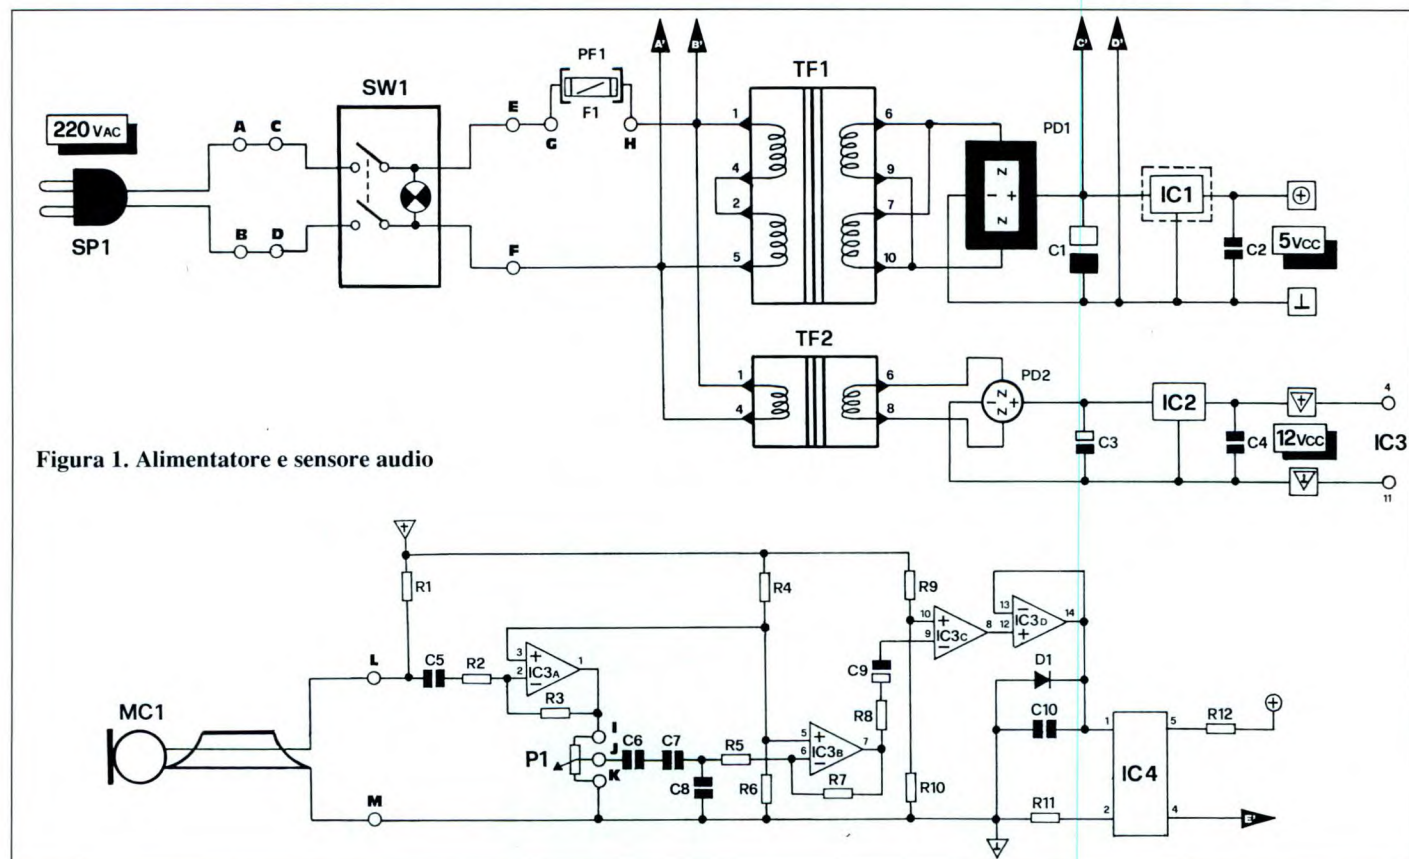 A' B' C' D'
PF1
TF1
SW1
E
F1
1 6
PD1
220 VAC
A C
G H
4 9
Z
- +
Z
IC1
+
2 7
C1
C2
5VCC
SP1
B D
F
5 10
⊥
TF2
1 6
PD2
Z
- +
Z
IC2
+
4
4 8
C3
C4
12VCC
IC3
⊥
11
Figura 1. Alimentatore e sensore audio
+
R1
R4
R9
13 -
14
IC3D
12 +
10 +
IC3C
8
9 -
3 +
IC3A
1
2 -
L
C5
R2
R3
D1
C9
MC1
I
P1
J
K
C6
C7
R5
R8
C10
1
5
R12
+
5 +
IC3B
7
6 -
IC4
C8
R6
R7
R10
M
R11
2
4
E'
⊥